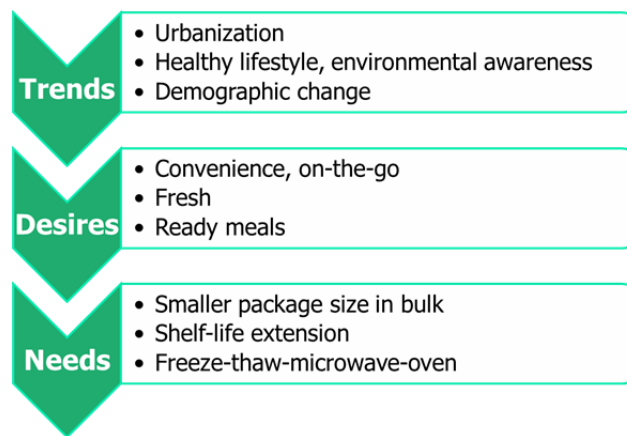 Trends
• Urbanization
• Healthy lifestyle, environmental awareness
• Demographic change
Desires
• Convenience, on-the-go
• Fresh
• Ready meals
Needs
• Smaller package size in bulk
• Shelf-life extension
• Freeze-thaw-microwave-oven